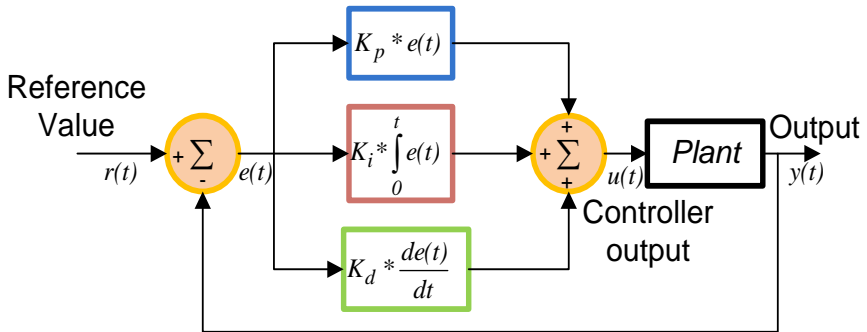 Reference
Value
r(t)
+ Σ
-
e(t)
K_p * e(t)
K_i * ∫_0^t e(t)
K_d * de(t)/dt
+
+ Σ
+
u(t)
Controller
output
Plant
Output
y(t)